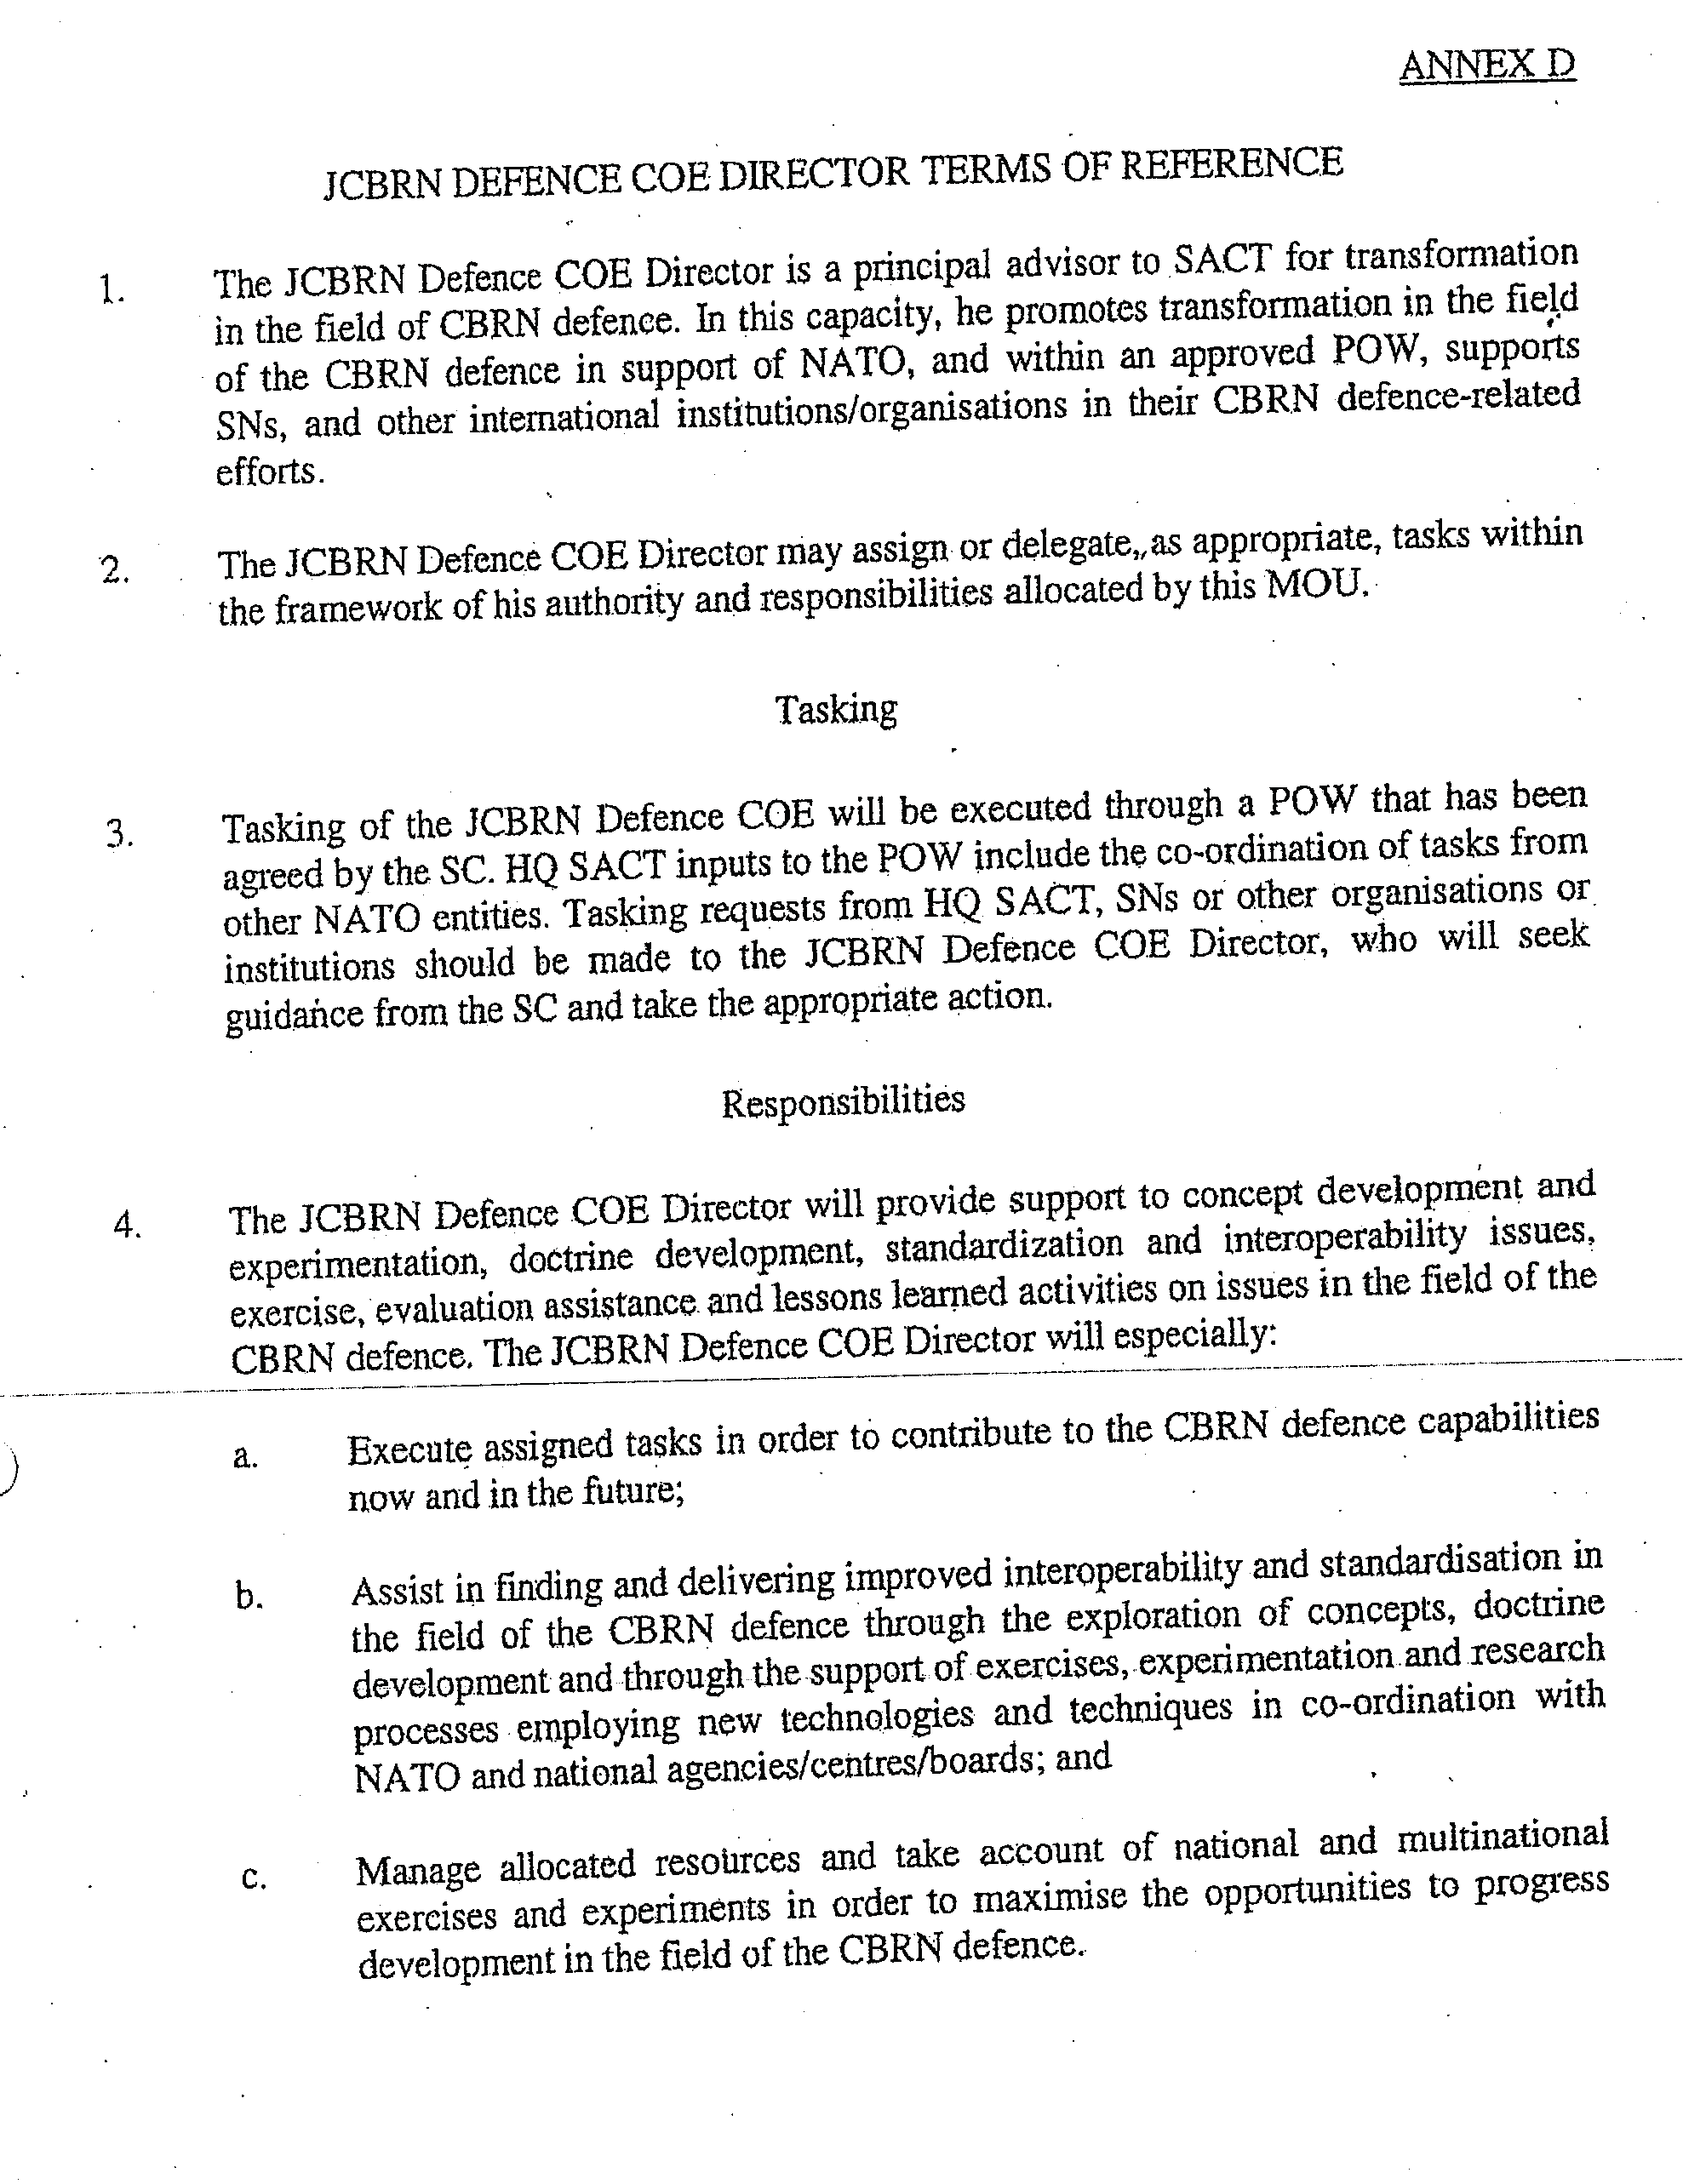 ANNEX D
JCBRN DEFENCE COE DIRECTOR TERMS OF REFERENCE
1. The JCBRN Defence COE Director is a principal advisor to SACT for transformation
in the field of CBRN defence. In this capacity, he promotes transformation in the field
of the CBRN defence in support of NATO, and within an approved POW, supports
SNs, and other international institutions/organisations in their CBRN defence-related
efforts.
2. The JCBRN Defence COE Director may assign or delegate,, as appropriate, tasks within
the framework of his authority and responsibilities allocated by this MOU.
Tasking
3. Tasking of the JCBRN Defence COE will be executed through a POW that has been
agreed by the SC. HQ SACT inputs to the POW include the co-ordination of tasks from
other NATO entities. Tasking requests from HQ SACT, SNs or other organisations or
institutions should be made to the JCBRN Defence COE Director, who will seek
guidance from the SC and take the appropriate action.
Responsibilities
4. The JCBRN Defence COE Director will provide support to concept development and
experimentation, doctrine development, standardization and interoperability issues,
exercise, evaluation assistance and lessons learned activities on issues in the field of the
CBRN defence. The JCBRN Defence COE Director will especially:
a. Execute assigned tasks in order to contribute to the CBRN defence capabilities
now and in the future;
b. Assist in finding and delivering improved interoperability and standardisation in
the field of the CBRN defence through the exploration of concepts, doctrine
development and through the support of exercises, experimentation and research
processes employing new technologies and techniques in co-ordination with
NATO and national agencies/centres/boards; and
c. Manage allocated resources and take account of national and multinational
exercises and experiments in order to maximise the opportunities to progress
development in the field of the CBRN defence.